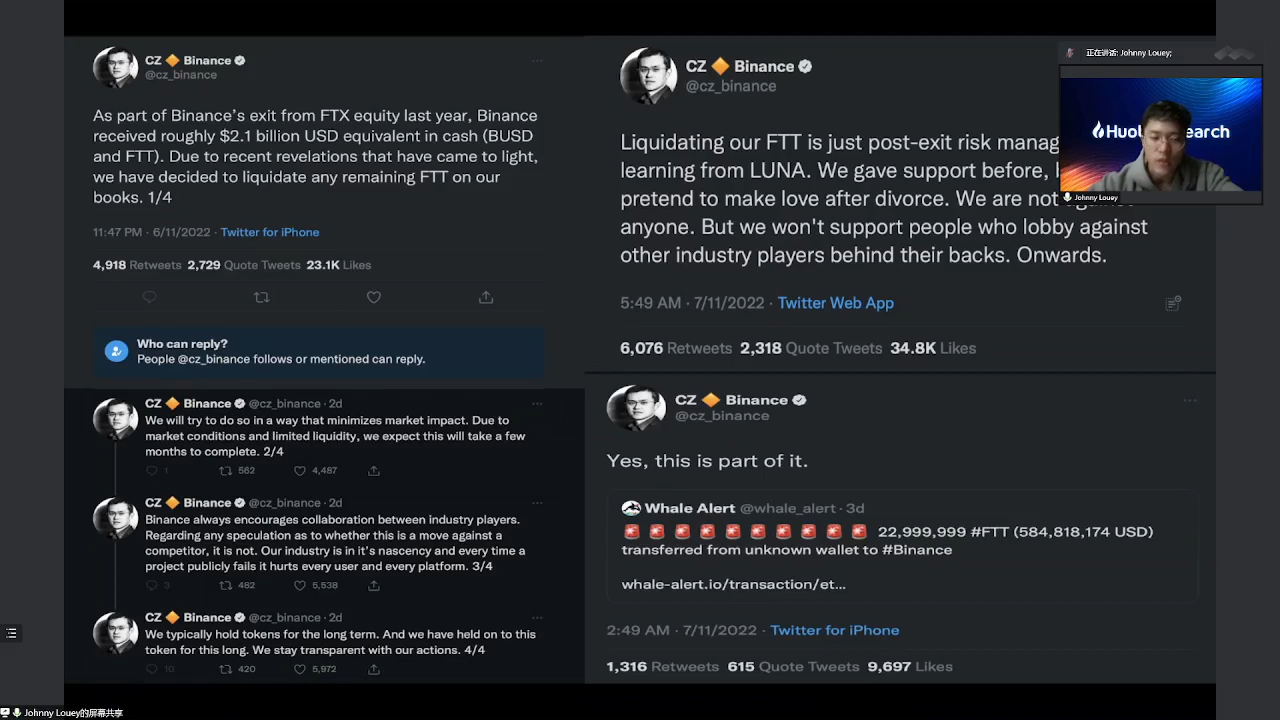 CZ 🔶 Binance
@cz_binance
As part of Binance’s exit from FTX equity last year, Binance
received roughly $2.1 billion USD equivalent in cash (BUSD
and FTT). Due to recent revelations that have came to light,
we have decided to liquidate any remaining FTT on our
books. 1/4
11:47 PM · 6/11/2022 · Twitter for iPhone
4,918 Retweets 2,729 Quote Tweets 23.1K Likes
Who can reply?
People @cz_binance follows or mentioned can reply.
CZ 🔶 Binance @cz_binance · 2d
We will try to do so in a way that minimizes market impact. Due to
market conditions and limited liquidity, we expect this will take a few
months to complete. 2/4
1 562 4,487
CZ 🔶 Binance @cz_binance · 2d
Binance always encourages collaboration between industry players.
Regarding any speculation as to whether this is a move against a
competitor, it is not. Our industry is in it’s nascency and every time a
project publicly fails it hurts every user and every platform. 3/4
3 482 5,538
CZ 🔶 Binance @cz_binance · 2d
We typically hold tokens for the long term. And we have held on to this
token for this long. We stay transparent with our actions. 4/4
10 420 5,972
CZ 🔶 Binance
@cz_binance
Liquidating our FTT is just post-exit risk
learning from LUNA. We gave support before,
pretend to make love after divorce. We are not against
anyone. But we won't support people who lobby against
other industry players behind their backs. Onwards.
5:49 AM · 7/11/2022 · Twitter Web App
6,076 Retweets 2,318 Quote Tweets 34.8K Likes
CZ 🔶 Binance
@cz_binance
Yes, this is part of it.
Whale Alert @whale_alert · 3d
🚨 🚨 🚨 🚨 🚨 🚨 🚨 🚨 🚨 🚨 22,999,999 #FTT (584,818,174 USD)
transferred from unknown wallet to #Binance
whale-alert.io/transaction/et...
2:49 AM · 7/11/2022 · Twitter for iPhone
1,316 Retweets 615 Quote Tweets 9,697 Likes
正在讲话: Johnny Louey;
Johnny Louey
Johnny Louey的屏幕共享